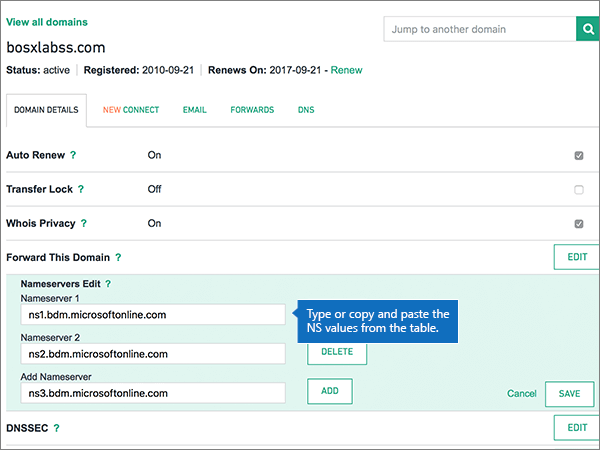 View all domains
Jump to another domain
bosxlabss.com
Status: active Registered: 2010-09-21 Renews On: 2017-09-21 - Renew
DOMAIN DETAILS NEW CONNECT EMAIL FORWARDS DNS
Auto Renew ? On
Transfer Lock ? Off
Whois Privacy ? On
Forward This Domain ? EDIT
Nameservers Edit ?
Nameserver 1
ns1.bdm.microsoftonline.com
Type or copy and paste the
NS values from the table.
Nameserver 2
ns2.bdm.microsoftonline.com DELETE
Add Nameserver
ns3.bdm.microsoftonline.com ADD Cancel SAVE
DNSSEC ? EDIT